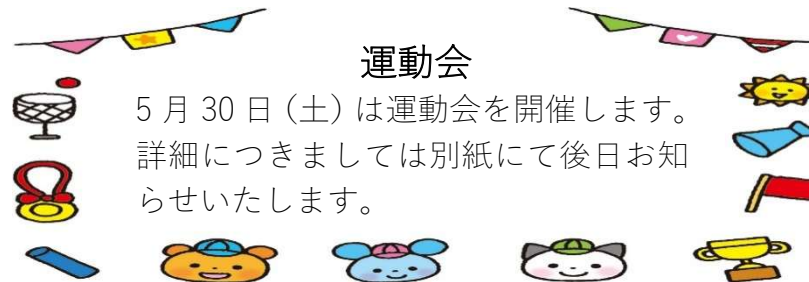 運動会
5月30日（土）は運動会を開催します。
詳細につきましては別紙にて後日お知
らせいたします。